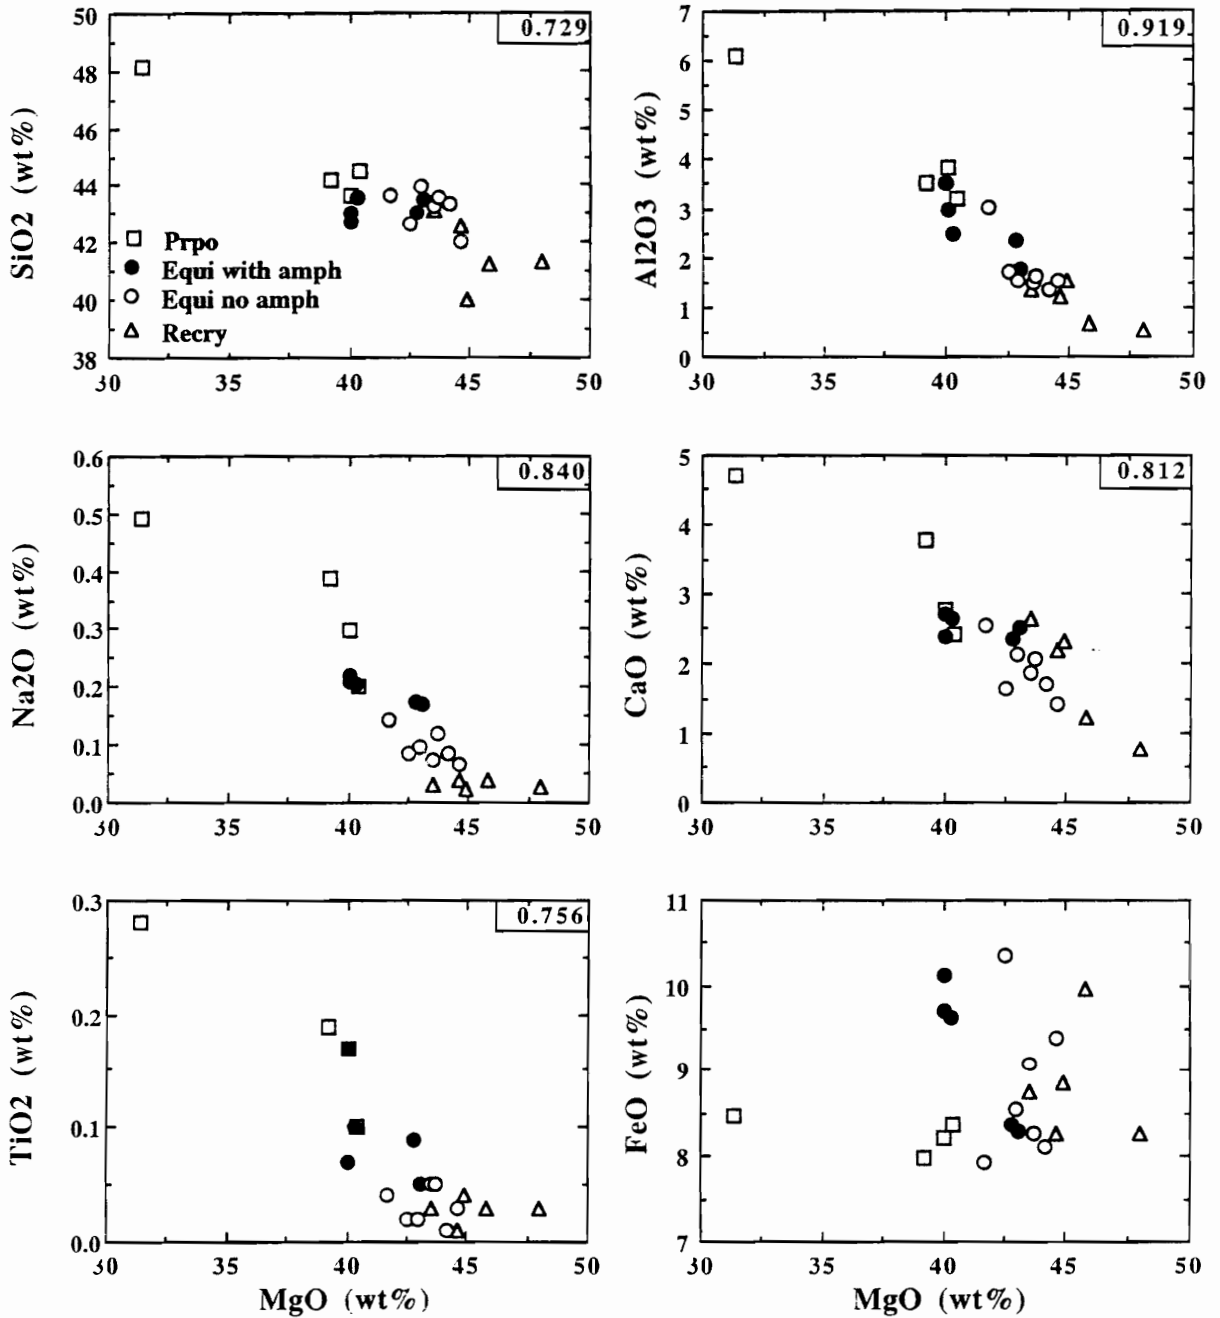 50
48
46
44
42
40
38
SiO2 (wt%)
0.729
Prpo
Equi with amph
Equi no amph
Recry
30 35 40 45 50
7
6
5
4
3
2
1
0
Al2O3 (wt%)
0.919
30 35 40 45 50
0.6
0.5
0.4
0.3
0.2
0.1
0.0
Na2O (wt%)
0.840
30 35 40 45 50
5
4
3
2
1
0
CaO (wt%)
0.812
30 35 40 45 50
0.3
0.2
0.1
0.0
TiO2 (wt%)
0.756
30 35 40 45 50
MgO (wt%)
11
10
9
8
7
FeO (wt%)
30 35 40 45 50
MgO (wt%)